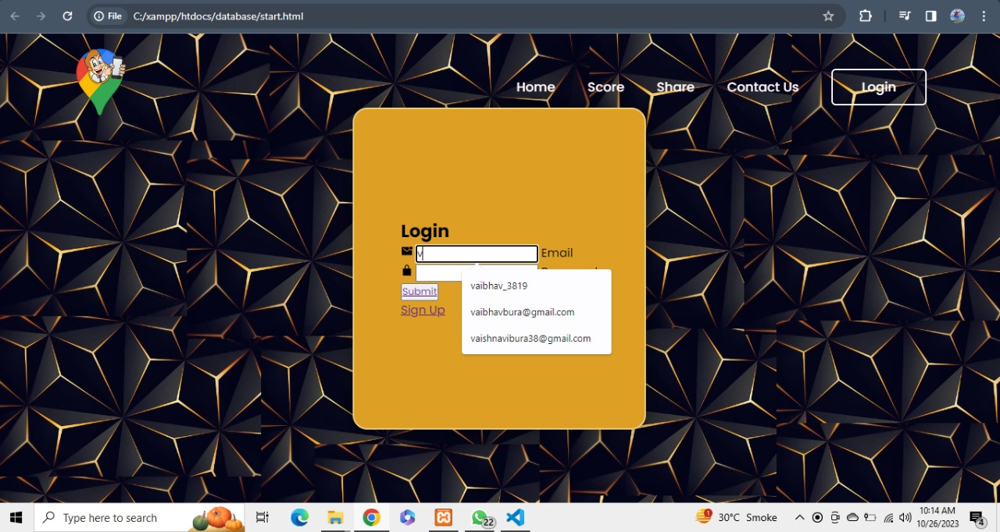 File C:/xampp/htdocs/database/start.html
Home Score Share Contact Us Login
Login
v Email
vaibhav_3819
Submit
Sign Up
vaibhavbura@gmail.com
vaishnavibura38@gmail.com
Type here to search
22
1
30°C Smoke
10:14 AM
10/26/2023
4